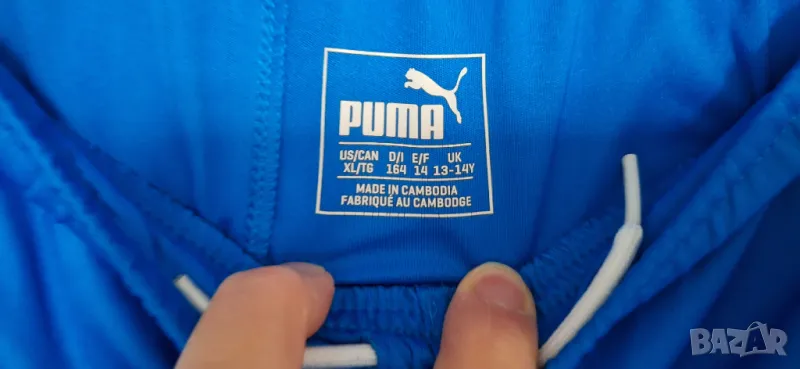 PUMA
US/CAN D/I E/F UK
XL/TG 164 14 13-14Y
MADE IN CAMBODIA
FABRIQUÉ AU CAMBODGE
BAZAR